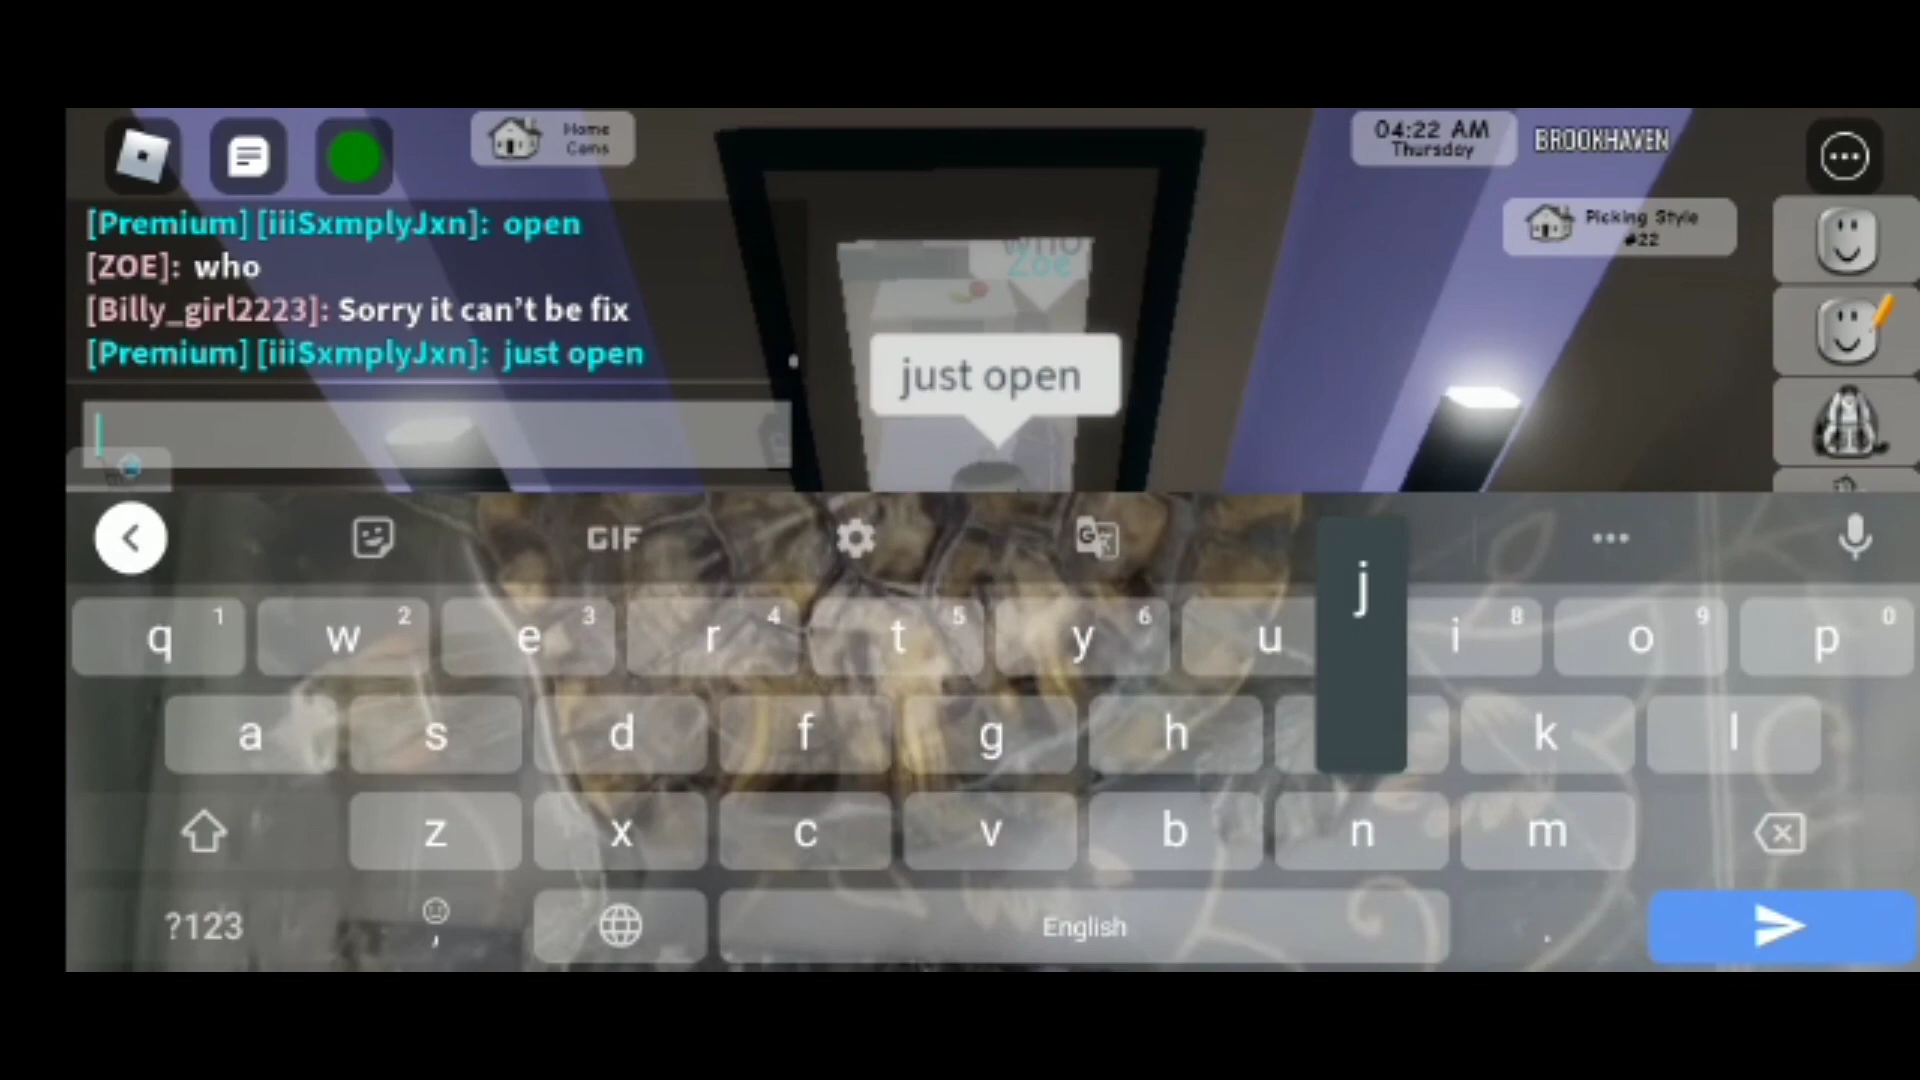 Home
Cams
04:22 AM
Thursday
BROOKHAVEN
Picking Style
#22
[Premium] [iiiSxmplyJxn]: open
[ZOE]: who
[Billy_girl2223]: Sorry it can't be fix
[Premium] [iiiSxmplyJxn]: just open
who
Zoe
just open
GIF
j
q 1 w 2 e 3 r 4 t 5 y 6 u i 8 o 9 p 0
a s d f g h k l
z x c v b n m
?123 , English .